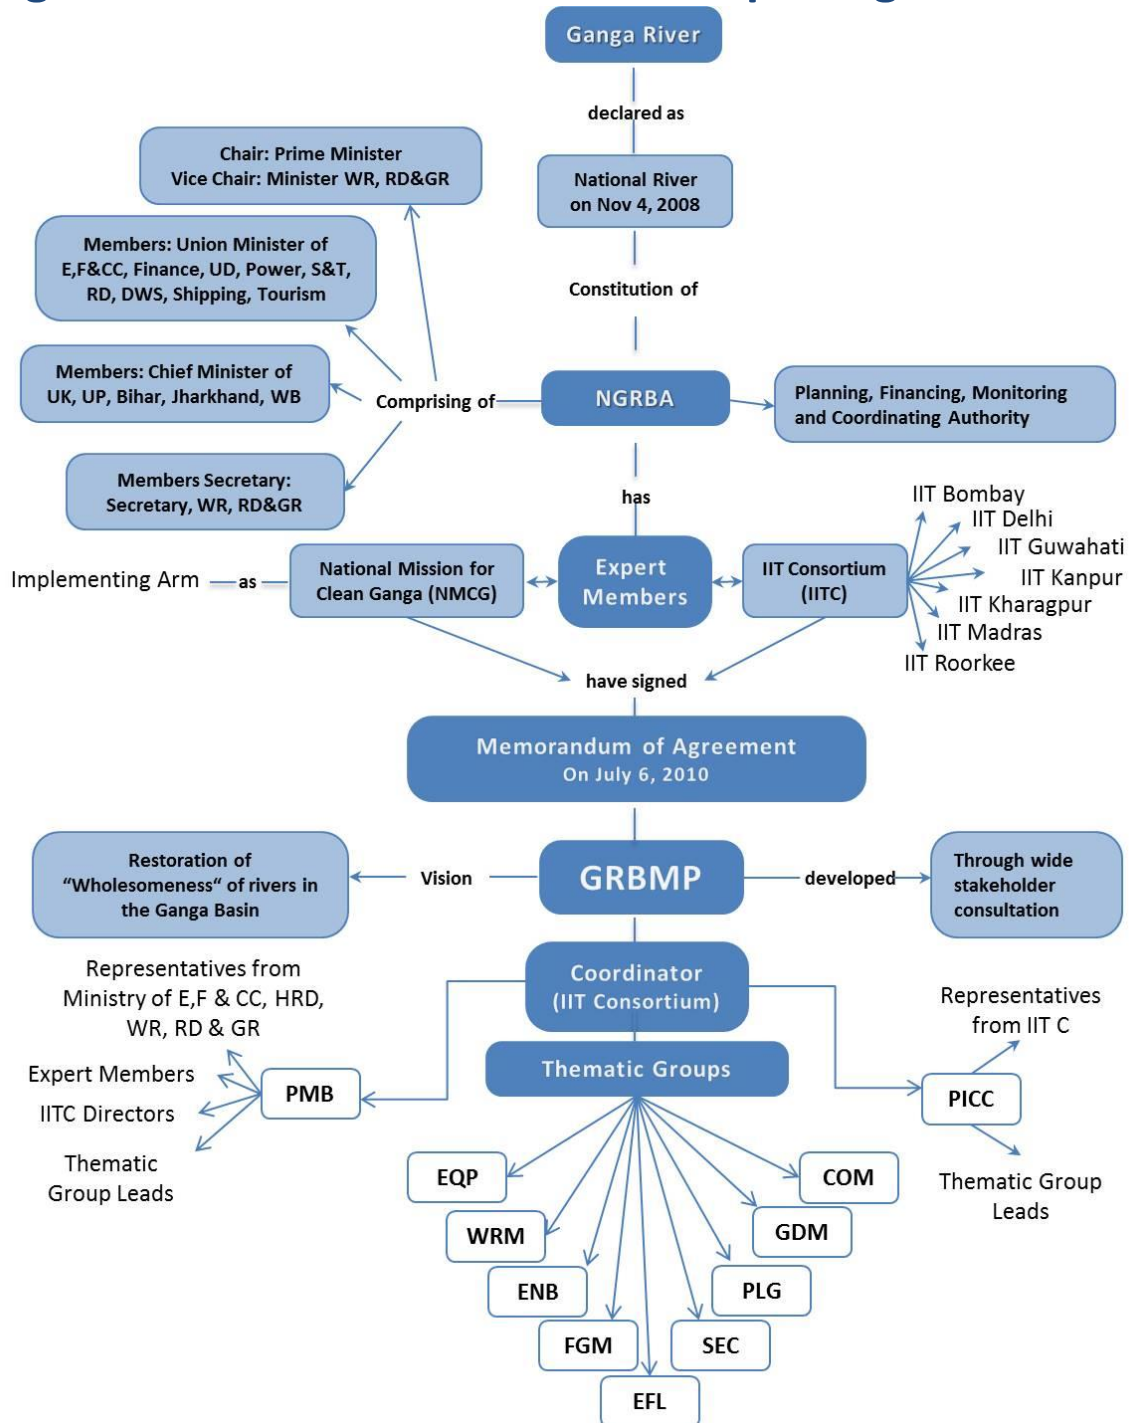 Ganga River
declared as
National River
on Nov 4, 2008
Chair: Prime Minister
Vice Chair: Minister WR, RD&GR
Members: Union Minister of
E,F&CC, Finance, UD, Power, S&T,
RD, DWS, Shipping, Tourism
Constitution of
Members: Chief Minister of
UK, UP, Bihar, Jharkhand, WB
Comprising of
NGRBA
Planning, Financing, Monitoring
and Coordinating Authority
Members Secretary:
Secretary, WR, RD&GR
has
IIT Bombay
IIT Delhi
IIT Guwahati
IIT Kanpur
IIT Kharagpur
IIT Madras
IIT Roorkee
Implementing Arm
as
National Mission for
Clean Ganga (NMCG)
Expert
Members
IIT Consortium
(IITC)
have signed
Memorandum of Agreement
On July 6, 2010
Restoration of
“Wholesomeness“ of rivers in
the Ganga Basin
Vision
GRBMP
developed
Through wide
stakeholder
consultation
Coordinator
(IIT Consortium)
Representatives from
Ministry of E,F & CC, HRD,
WR, RD & GR
Expert Members
IITC Directors
Thematic
Group Leads
PMB
Thematic Groups
Representatives
from IIT C
PICC
Thematic Group
Leads
EQP
COM
WRM
GDM
ENB
PLG
FGM
SEC
EFL